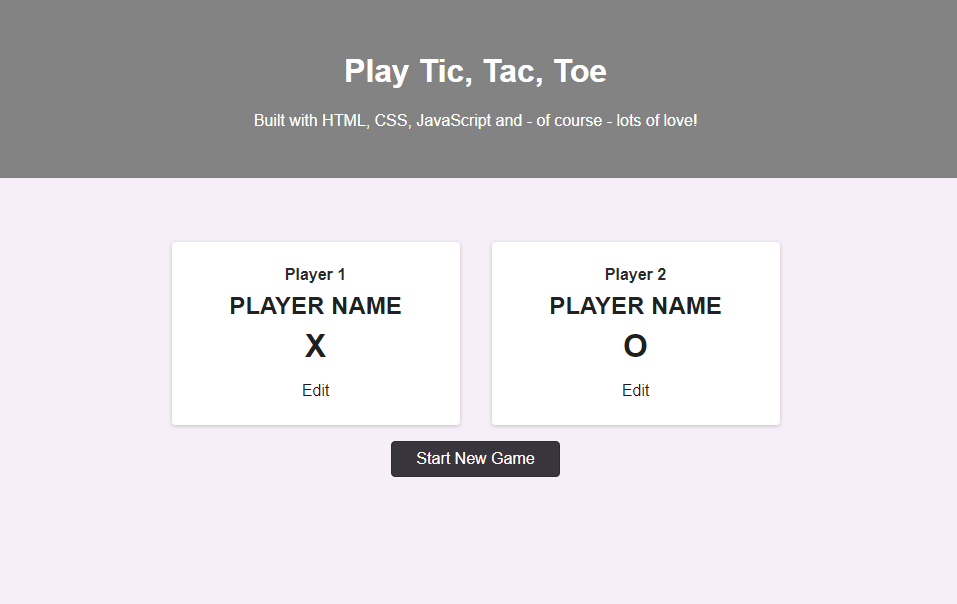 Play Tic, Tac, Toe
Built with HTML, CSS, JavaScript and - of course - lots of love!
Player 1
PLAYER NAME
X
Edit
Player 2
PLAYER NAME
O
Edit
Start New Game